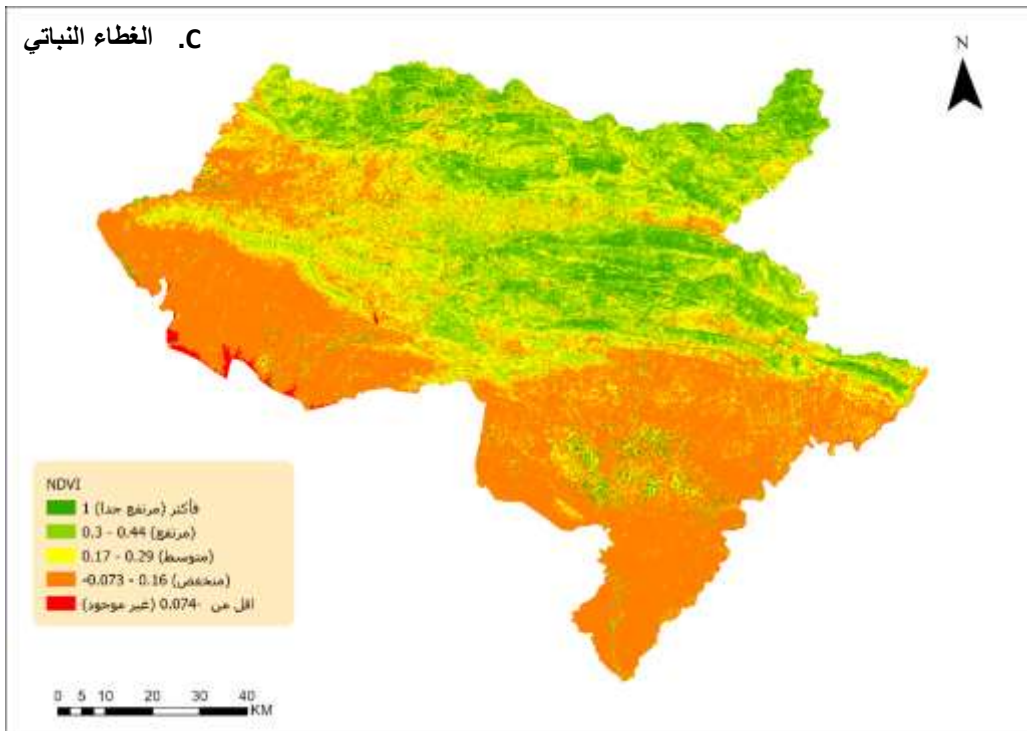 C. الغطاء النباتي
N
NDVI
1 فأكثر (مرتفع جدا)
0.3 - 0.44 (مرتفع)
0.17 - 0.29 (متوسط)
-0.073 - 0.16 (منخفض)
اقل من -0.074 (غير موجود)
0 5 10 20 30 40
KM